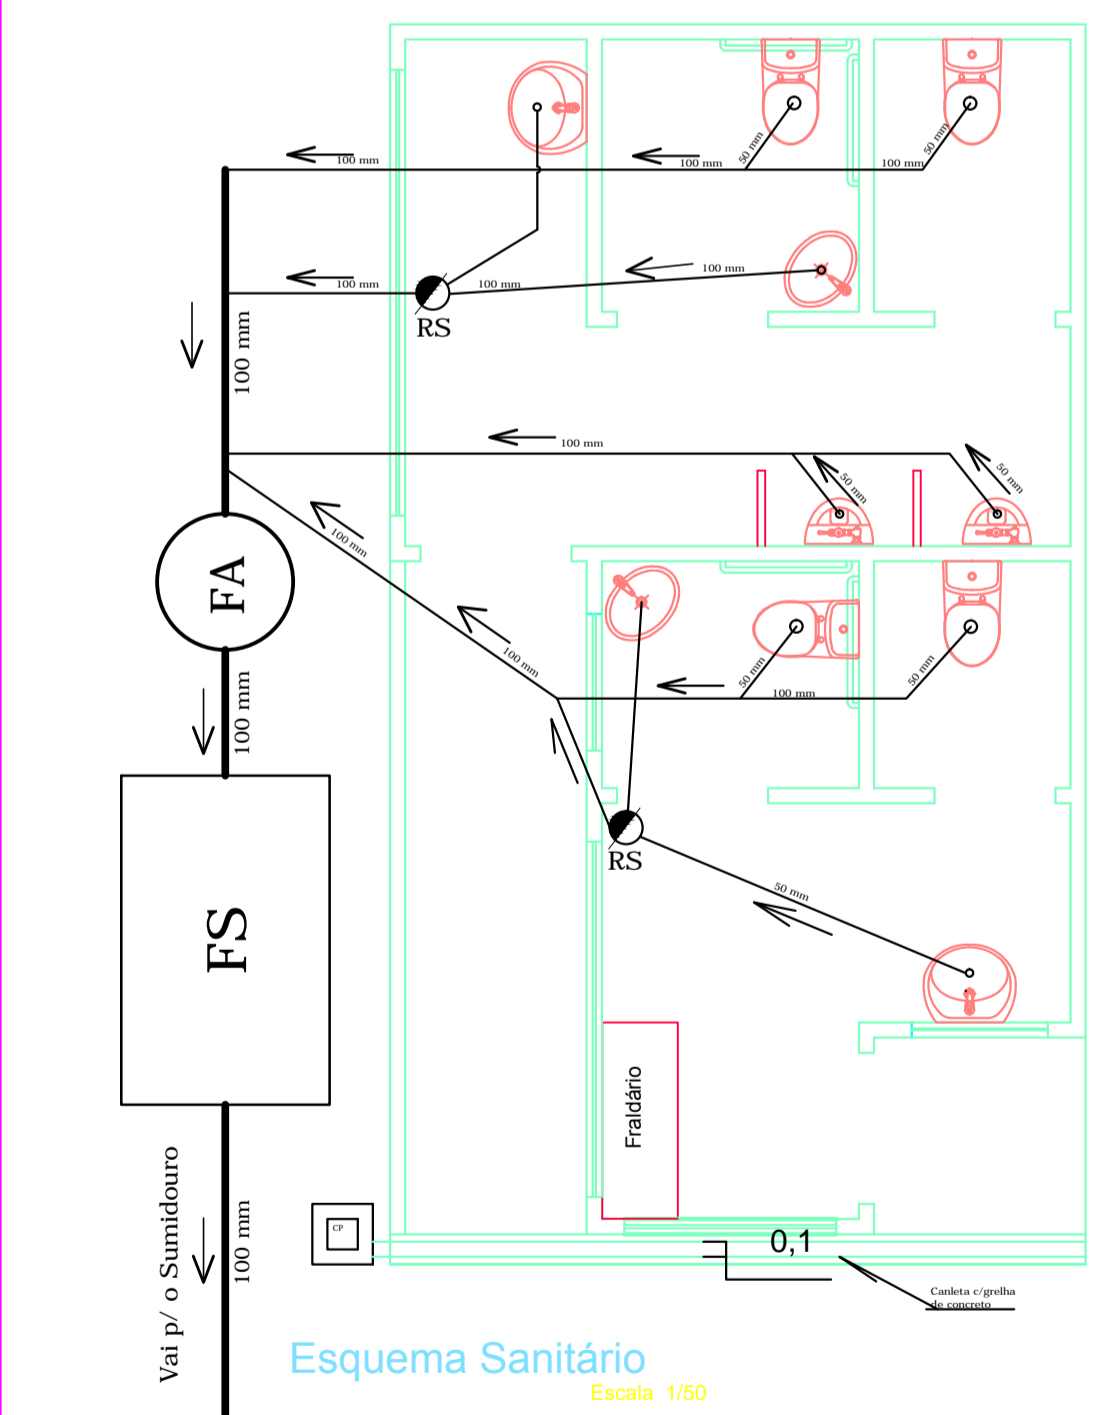 50 mm
50 mm
100 mm
100 mm
100 mm
100 mm
100 mm
100 mm
RS
100 mm
100 mm
50 mm
50 mm
100 mm
FA
100 mm
50 mm
50 mm
100 mm
100 mm
RS
50 mm
FS
Fraldário
Vai p/ o Sumidouro
100 mm
CP
0,1
Canleta c/grelha
de concreto
Esquema Sanitário
Escala 1/50